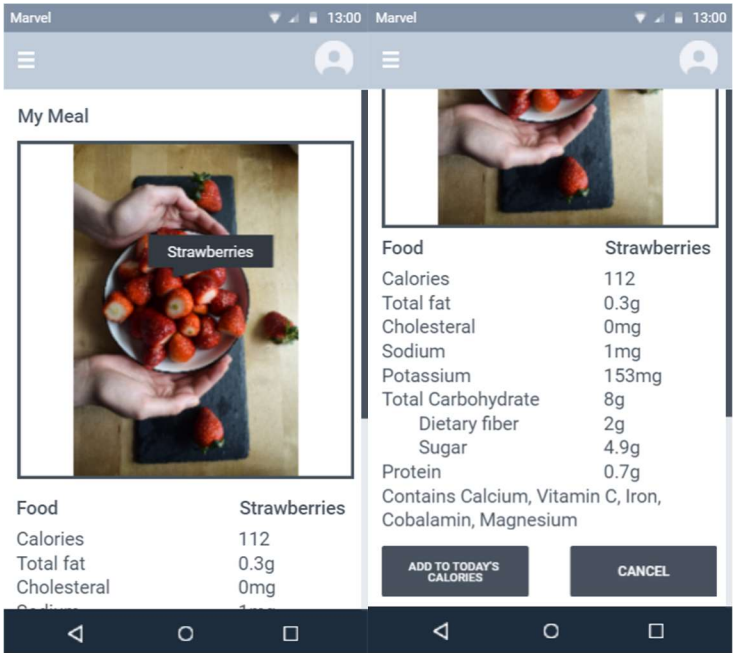 Marvel 13:00
My Meal
Strawberries
Food Strawberries
Calories 112
Total fat 0.3g
Cholesteral 0mg
Sodium 1mg
Marvel 13:00
Food Strawberries
Calories 112
Total fat 0.3g
Cholesteral 0mg
Sodium 1mg
Potassium 153mg
Total Carbohydrate 8g
Dietary fiber 2g
Sugar 4.9g
Protein 0.7g
Contains Calcium, Vitamin C, Iron,
Cobalamin, Magnesium
ADD TO TODAY'S
CALORIES
CANCEL